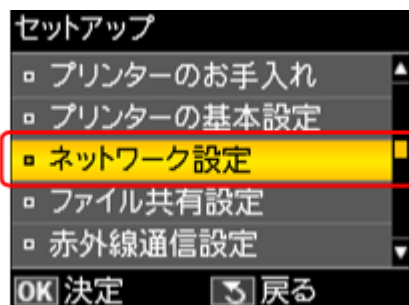 セットアップ
プリンターのお手入れ
プリンターの基本設定
ネットワーク設定
ファイル共有設定
赤外線通信設定
OK 決定 戻る